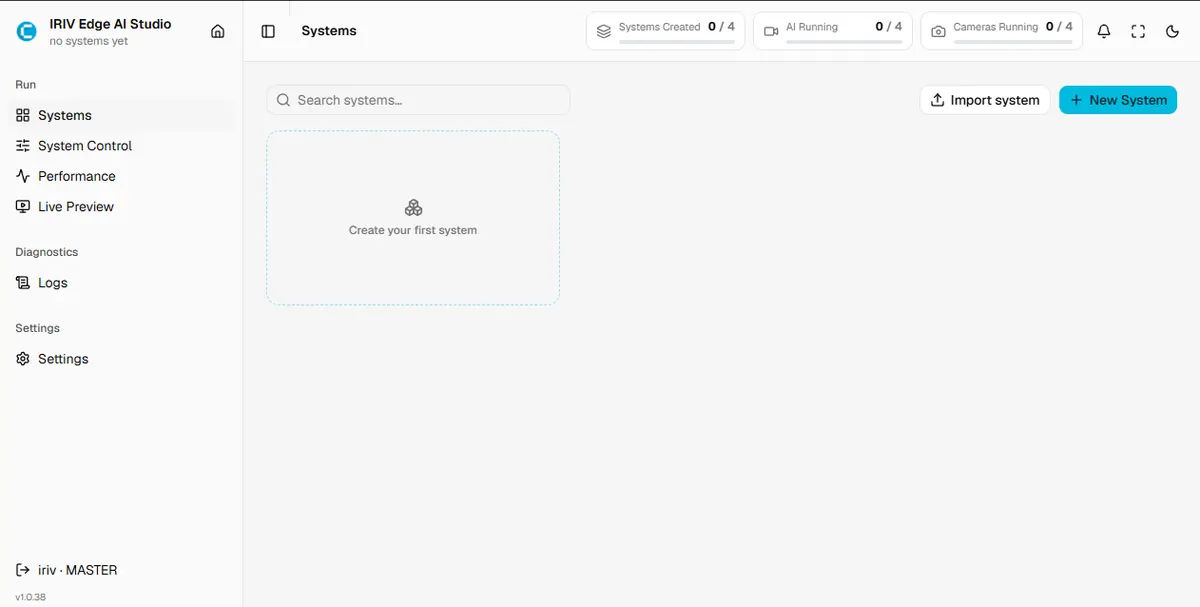 IRIV Edge AI Studio
no systems yet
Run
Systems
System Control
Performance
Live Preview
Diagnostics
Logs
Settings
Settings
iriv · MASTER
v1.0.38
Systems
Systems Created 0 / 4
AI Running 0 / 4
Cameras Running 0 / 4
Search systems...
Import system
New System
Create your first system